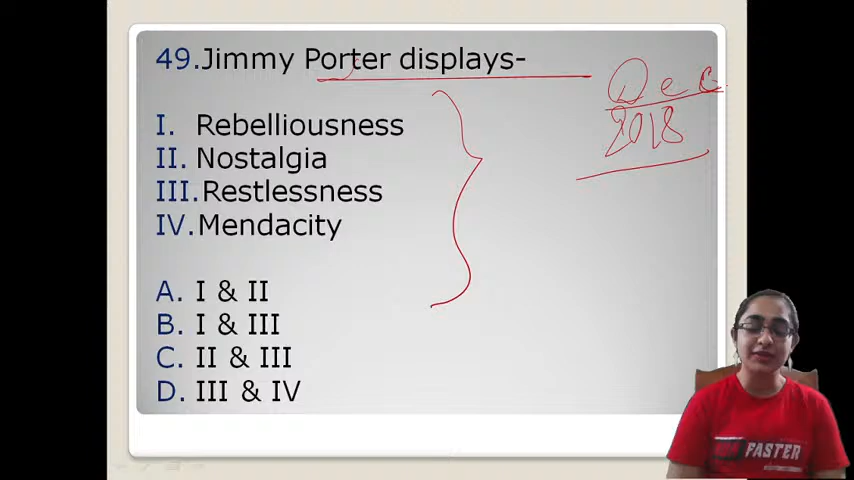 49.Jimmy Porter displays-
I. Rebelliousness
II. Nostalgia
III.Restlessness
IV.Mendacity
A. I & II
B. I & III
C. II & III
D. III & IV
Dec
2018
FASTER